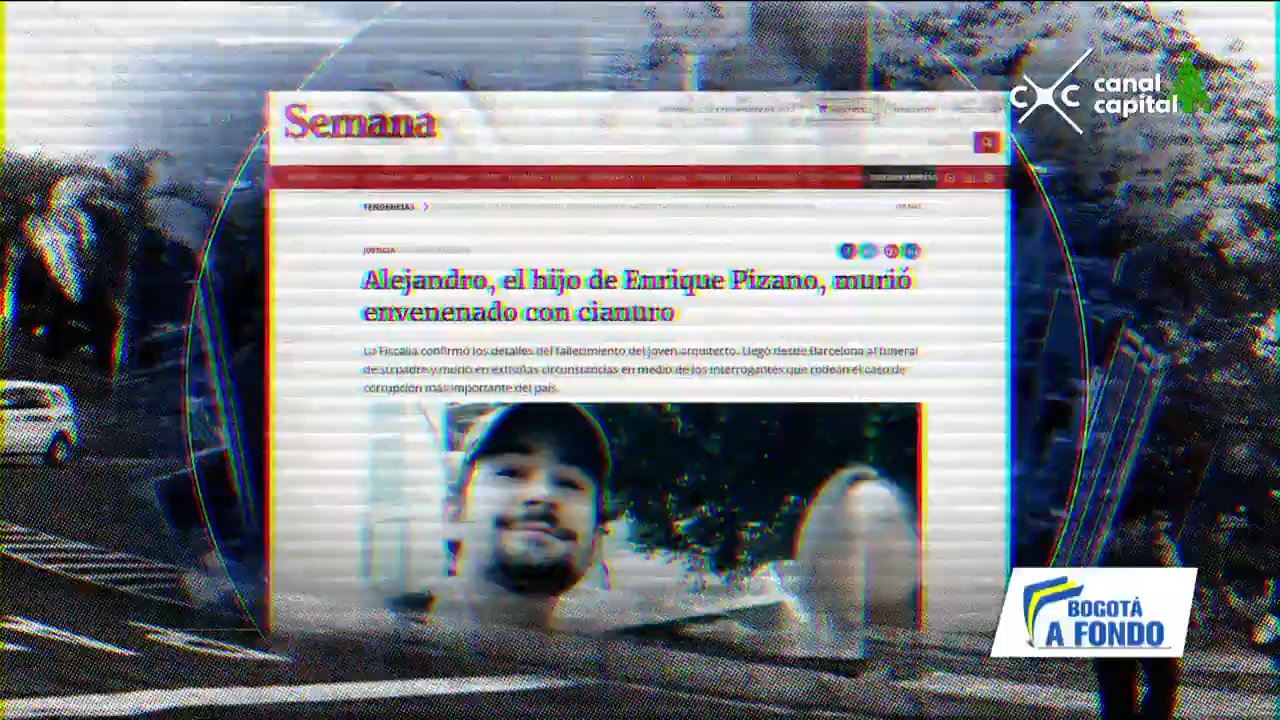 canal
capital
Semana
TENDENCIAS
JUSTICIA
Alejandro, el hijo de Enrique Pizano, murió
envenenado con cianuro
La Fiscalía confirmó los detalles del fallecimiento del joven arquitecto. Llegó desde Barcelona al funeral
de su padre y murió en extrañas circunstancias en medio de los interrogantes que rodean el caso de
corrupción más importante del país.
BOGOTÁ
A FONDO